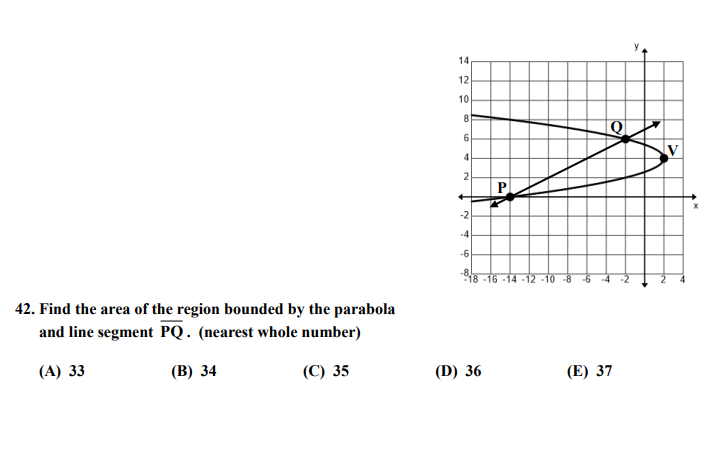 y
14
12
10
8
6
4
2
-2
-4
-6
-8
Q
V
P
x
-18 -16 -14 -12 -10 -8 -6 -4 -2 2 4
42. Find the area of the region bounded by the parabola
and line segment PQ. (nearest whole number)
(A) 33 (B) 34 (C) 35 (D) 36 (E) 37